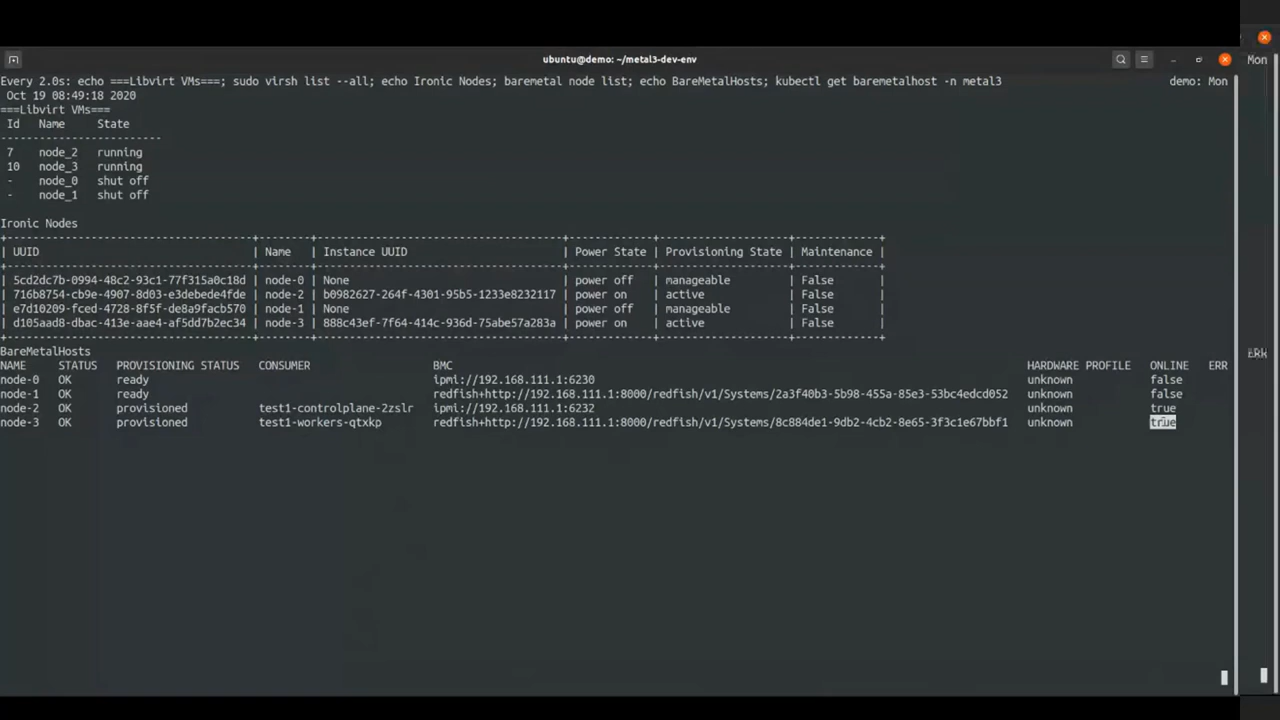 ubuntu@demo: ~/metal3-dev-env
Mon
Every 2.0s: echo ===Libvirt VMs===; sudo virsh list --all; echo Ironic Nodes; baremetal node list; echo BareMetalHosts; kubectl get baremetalhost -n metal3 demo: Mon
Oct 19 08:49:18 2020
===Libvirt VMs===
Id Name State
-----------------------
7 node_2 running
10 node_3 running
- node_0 shut off
- node_1 shut off
Ironic Nodes
| UUID | Name | Instance UUID | Power State | Provisioning State | Maintenance |
| 5cd2dc7b-0994-48c2-93c1-77f315a0c18d | node-0 | None | power off | manageable | False |
| 716b8754-cb9e-4907-8d03-e3debede4fde | node-2 | b0982627-264f-4301-95b5-1233e8232117 | power on | active | False |
| e7d10209-fced-4728-8f5f-de8a9facb570 | node-1 | None | power off | manageable | False |
| d105aad8-dbac-413e-aae4-af5dd7b2ec34 | node-3 | 888c43ef-7f64-414c-936d-75abe57a283a | power on | active | False |
BareMetalHosts
ERR
NAME STATUS PROVISIONING STATUS CONSUMER BMC HARDWARE PROFILE ONLINE ERR
node-0 OK ready ipmi://192.168.111.1:6230 unknown false
node-1 OK ready redfish+http://192.168.111.1:8000/redfish/v1/Systems/2a3f40b3-5b98-455a-85e3-53bc4edcd052 unknown false
node-2 OK provisioned test1-controlplane-2zslr ipmi://192.168.111.1:6232 unknown true
node-3 OK provisioned test1-workers-qtxkp redfish+http://192.168.111.1:8000/redfish/v1/Systems/8c884de1-9db2-4cb2-8e65-3f3c1e67bbf1 unknown true